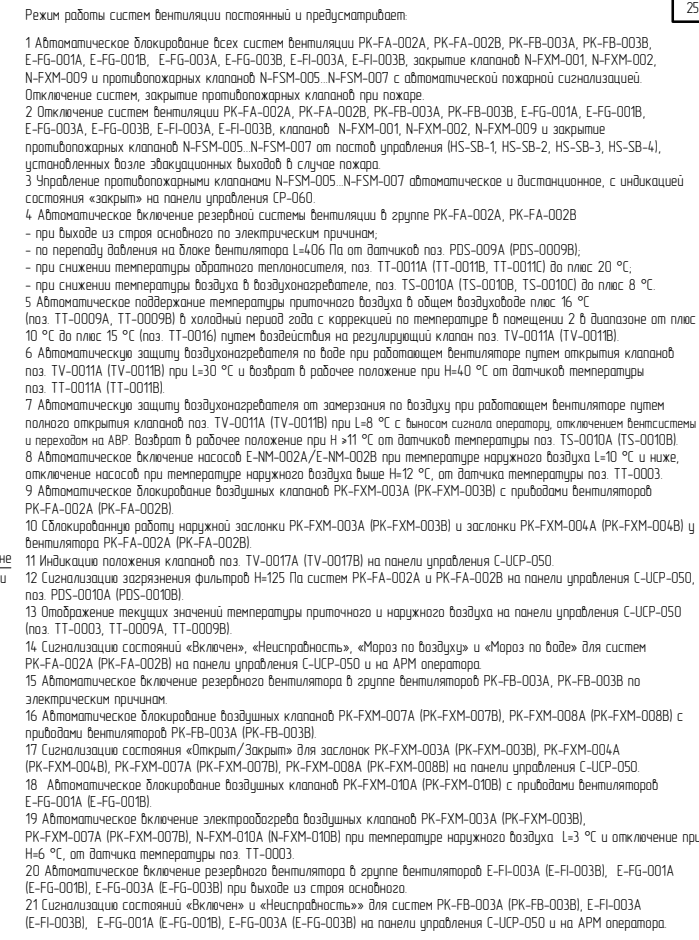 25
Режим работы систем вентиляции постоянный и предусматривает:
1 Автоматическое блокирование всех систем вентиляции PK-FA-002A, PK-FA-002B, PK-FB-003A, PK-FB-003B,
E-FG-001A, E-FG-001B, E-FG-003A, E-FG-003B, E-FI-003A, E-FI-003B, закрытие клапанов N-FXM-001, N-FXM-002,
N-FXM-009 и противопожарных клапанов N-FSM-005...N-FSM-007 с автоматической пожарной сигнализацией.
Отключение систем, закрытие противопожарных клапанов при пожаре.
2 Отключение систем вентиляции PK-FA-002A, PK-FA-002B, PK-FB-003A, PK-FB-003B, E-FG-001A, E-FG-001B,
E-FG-003A, E-FG-003B, E-FI-003A, E-FI-003B, клапанов N-FXM-001, N-FXM-002, N-FXM-009 и закрытие
противопожарных клапанов N-FSM-005...N-FSM-007 от постов управления (HS-SB-1, HS-SB-2, HS-SB-3, HS-SB-4),
установленных возле эвакуационных выходов в случае пожара.
3 Управление противопожарными клапанами N-FSM-005...N-FSM-007 автоматическое и дистанционное, с индикацией
состояния «закрыт» на панели управления CP-060.
4 Автоматическое включение резервной системы вентиляции в группе PK-FA-002A, PK-FA-002B
- при выходе из строя основного по электрическим причинам;
- по перепаду давления на блоке вентилятора L=406 Па от датчиков поз. PDS-009A (PDS-0009B);
- при снижении температуры обратного теплоносителя, поз. TT-0011A (TT-0011B, TT-0011C) до плюс 20 °С;
- при снижении температуры воздуха в воздухонагревателе, поз. TS-0010A (TS-0010B, TS-0010C) до плюс 8 °С.
5 Автоматическое поддержание температуры приточного воздуха в общем воздуховоде плюс 16 °С
(поз. TT-0009A, TT-0009B) в холодный период года с коррекцией по температуре в помещении 2 в диапазоне от плюс
10 °С до плюс 15 °С (поз. TT-0016) путем воздействия на регулирующий клапан поз. TV-0011A (TV-0011B).
6 Автоматическую защиту воздухонагревателя по воде при работающем вентиляторе путем открытия клапанов
поз. TV-0011A (TV-0011B) при L=30 °С и возврат в рабочее положение при H=40 °С от датчиков температуры
поз. TT-0011A (TT-0011B).
7 Автоматическую защиту воздухонагревателя от замерзания по воздуху при работающем вентиляторе путем
полного открытия клапанов поз. TV-0011A (TV-0011B) при L=8 °С с выносом сигнала оператору, отключением вентсистемы
и переходом на АВР. Возврат в рабочее положение при H ≥11 °С от датчиков температуры поз. TS-0010A (TS-0010B).
8 Автоматическое включение насосов E-NM-002A/E-NM-002B при температуре наружного воздуха L=10 °С и ниже,
отключение насосов при температуре наружного воздуха выше H=12 °С, от датчика температуры поз. TT-0003.
9 Автоматическое блокирование воздушных клапанов PK-FXM-003A (PK-FXM-003B) с приводами вентиляторов
PK-FA-002A (PK-FA-002B).
10 Сблокированную работу наружной заслонки PK-FXM-003A (PK-FXM-003B) и заслонки PK-FXM-004A (PK-FXM-004B) у
вентилятора PK-FA-002A (PK-FA-002B).
не
11 Индикацию положения клапанов поз. TV-0017A (TV-0017B) на панели управления C-UCP-050.
и
12 Сигнализацию загрязнения фильтров H=125 Па систем PK-FA-002A и PK-FA-002B на панели управления C-UCP-050,
поз. PDS-0010A (PDS-0010B).
13 Отображение текущих значений температуры приточного и наружного воздуха на панели управления C-UCP-050
(поз. TT-0003, TT-0009A, TT-0009B).
14 Сигнализацию состояний «Включен», «Неисправность», «Мороз по воздуху» и «Мороз по воде» для систем
PK-FA-002A (PK-FA-002B) на панели управления C-UCP-050 и на АРМ оператора.
15 Автоматическое включение резервного вентилятора в группе вентиляторов PK-FB-003A, PK-FB-003B по
электрическим причинам.
16 Автоматическое блокирование воздушных клапанов PK-FXM-007A (PK-FXM-007B), PK-FXM-008A (PK-FXM-008B) с
приводами вентиляторов PK-FB-003A (PK-FB-003B).
17 Сигнализацию состояния «Открыт/Закрыт» для заслонок PK-FXM-003A (PK-FXM-003B), PK-FXM-004A
(PK-FXM-004B), PK-FXM-007A (PK-FXM-007B), PK-FXM-008A (PK-FXM-008B) на панели управления C-UCP-050.
18 Автоматическое блокирование воздушных клапанов PK-FXM-010A (PK-FXM-010B) с приводами вентиляторов
E-FG-001A (E-FG-001B).
19 Автоматическое включение электрообогрева воздушных клапанов PK-FXM-003A (PK-FXM-003B),
PK-FXM-007A (PK-FXM-007B), N-FXM-010A (N-FXM-010B) при температуре наружного воздуха L=3 °С и отключение при
H=6 °С, от датчика температуры поз. TT-0003.
20 Автоматическое включение резервного вентилятора в группе вентиляторов E-FI-003A (E-FI-003B), E-FG-001A
(E-FG-001B), E-FG-003A (E-FG-003B) при выходе из строя основного.
21 Сигнализацию состояний «Включен» и «Неисправность»» для систем PK-FB-003A (PK-FB-003B), E-FI-003A
(E-FI-003B), E-FG-001A (E-FG-001B), E-FG-003A (E-FG-003B) на панели управления C-UCP-050 и на АРМ оператора.